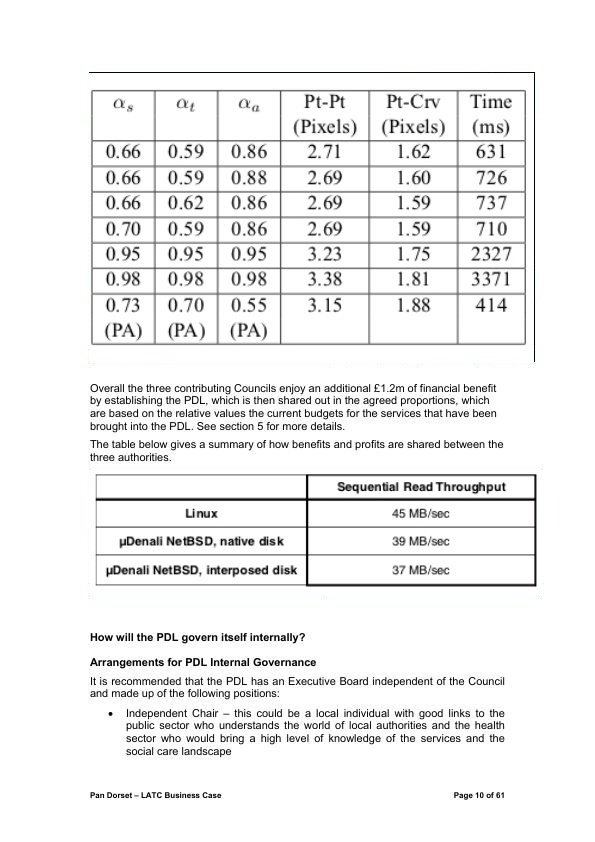 αs αt αa Pt-Pt (Pixels) Pt-Crv (Pixels) Time (ms)
0.66 0.59 0.86 2.71 1.62 631
0.66 0.59 0.88 2.69 1.60 726
0.66 0.62 0.86 2.69 1.59 737
0.70 0.59 0.86 2.69 1.59 710
0.95 0.95 0.95 3.23 1.75 2327
0.98 0.98 0.98 3.38 1.81 3371
0.73 (PA) 0.70 (PA) 0.55 (PA) 3.15 1.88 414
Overall the three contributing Councils enjoy an additional £1.2m of financial benefit
by establishing the PDL, which is then shared out in the agreed proportions, which
are based on the relative values the current budgets for the services that have been
brought into the PDL. See section 5 for more details.
The table below gives a summary of how benefits and profits are shared between the
three authorities.
Sequential Read Throughput
Linux 45 MB/sec
µDenali NetBSD, native disk 39 MB/sec
µDenali NetBSD, interposed disk 37 MB/sec
How will the PDL govern itself internally?
Arrangements for PDL Internal Governance
It is recommended that the PDL has an Executive Board independent of the Council
and made up of the following positions:
• Independent Chair – this could be a local individual with good links to the
public sector who understands the world of local authorities and the health
sector who would bring a high level of knowledge of the services and the
social care landscape
Pan Dorset – LATC Business Case Page 10 of 61